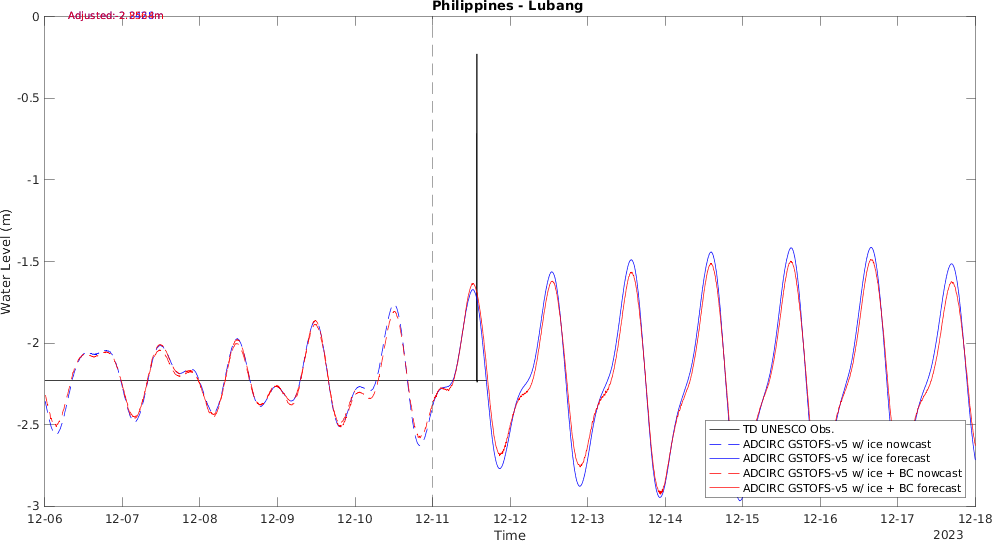 Philippines - Lubang
Adjusted:
0
-0.5
-1
-1.5
-2
-2.5
-3
Water Level (m)
TD UNESCO Obs.
ADCIRC GSTOFS-v5 w/ ice nowcast
ADCIRC GSTOFS-v5 w/ ice forecast
ADCIRC GSTOFS-v5 w/ ice + BC nowcast
ADCIRC GSTOFS-v5 w/ ice + BC forecast
12-06 12-07 12-08 12-09 12-10 12-11 12-12 12-13 12-14 12-15 12-16 12-17 12-18
Time
2023